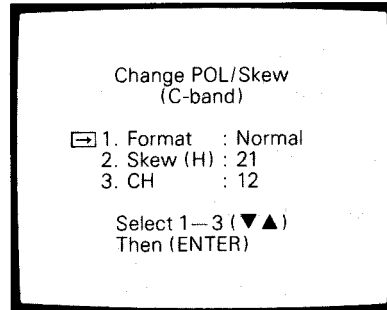 Change POL/Skew
(C-band)
→ 1. Format : Normal
2. Skew (H) : 21
3. CH : 12
Select 1—3 (▼▲)
Then (ENTER)